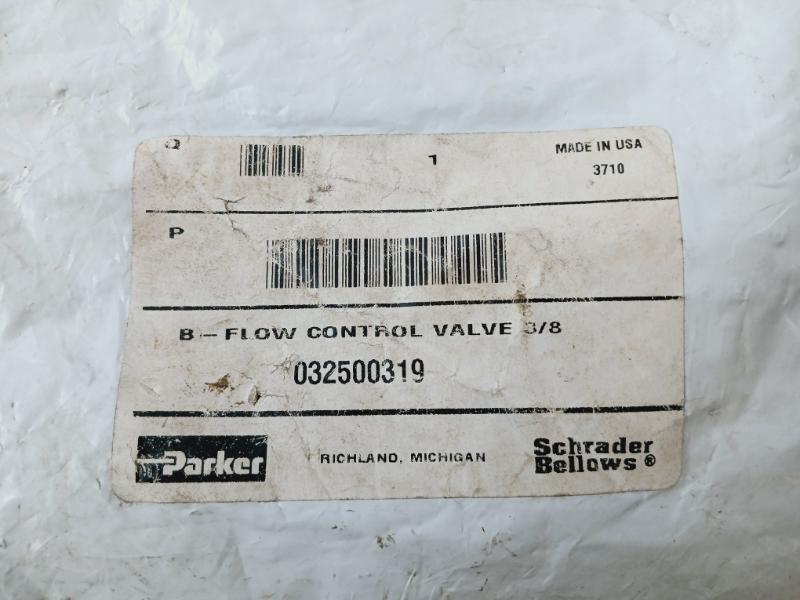 Q 1 MADE IN USA
3710
P
B-FLOW CONTROL VALVE 3/8
032500319
Parker RICHLAND, MICHIGAN Schrader
Bellows®